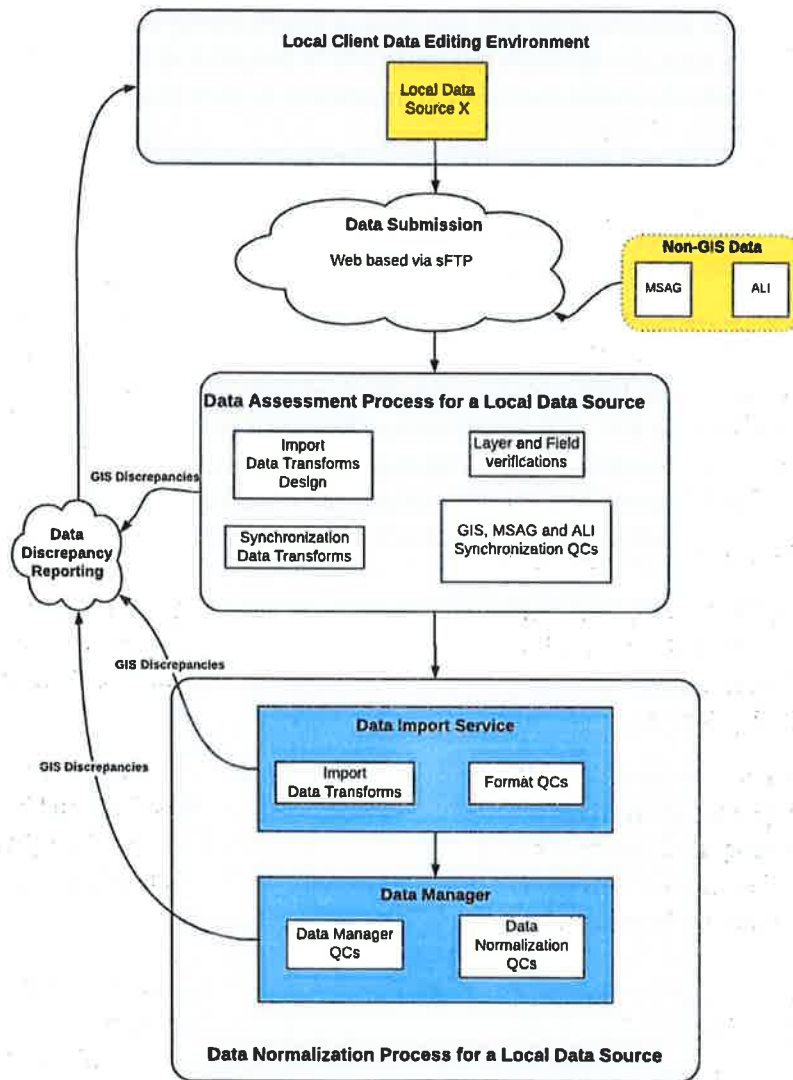 Local Client Data Editing Environment
Local Data
Source X
Data Submission
Web based via sFTP
Non-GIS Data
MSAG
ALI
Data Assessment Process for a Local Data Source
Import
Data Transforms
Design
Layer and Field
verifications
GIS Discrepancies
Synchronization
Data Transforms
GIS, MSAG and ALI
Synchronization QCs
Data
Discrepancy
Reporting
GIS Discrepancies
Data Import Service
GIS Discrepancies
Import
Data Transforms
Format QCs
Data Manager
Data Manager
QCs
Data
Normalization
QCs
Data Normalization Process for a Local Data Source